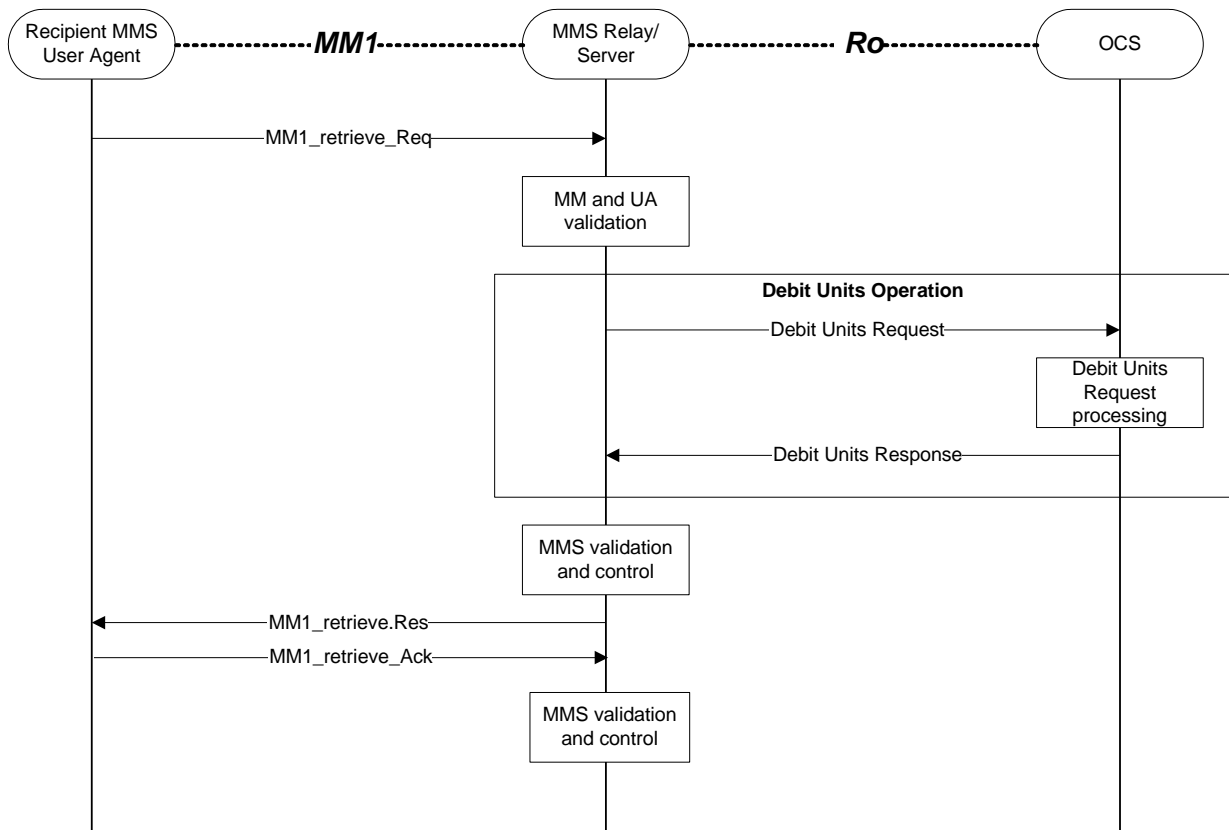 Recipient MMS
User Agent
MM1
MMS Relay/
Server
Ro
OCS
MM1_retrieve_Req
MM and UA
validation
Debit Units Operation
Debit Units Request
Debit Units
Request
processing
Debit Units Response
MMS validation
and control
MM1_retrieve.Res
MM1_retrieve_Ack
MMS validation
and control